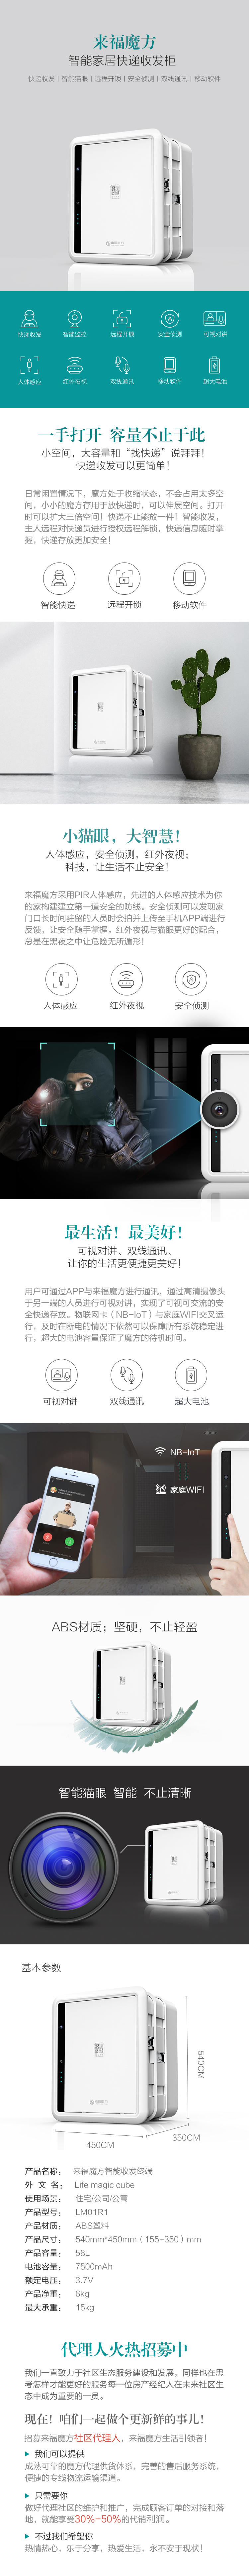 来福魔方
智能家居快递收发柜
快递收发丨智能猫眼丨远程开锁丨安全侦测丨双线通讯丨移动软件
快递收发
智能监控
远程开锁
安全侦测
可视对讲
人体感应
红外夜视
双线通讯
移动软件
超大电池
一手打开 容量不止于此
小空间，大容量和“找快递”说拜拜！
快递收发可以更简单！
日常闲置情况下，魔方处于收缩状态，不会占用太多空
间，小小的魔方存用于放快递时，可以伸展空间。打开
时可以扩大三倍空间！快递不止能放一件！智能收发，
主人远程对快递员进行授权远程解锁，快递信息随时掌
握，快递存放更加安全！
智能快递
远程开锁
移动软件
小猫眼，大智慧！
人体感应，安全侦测，红外夜视；
科技，让生活不止安全！
来福魔方采用PIR人体感应，先进的人体感应技术为你
的家构建建立第一道安全的防线。安全侦测可以发现家
门口长时间驻留的人员时会拍并上传至手机APP端进行
反馈，让安全随手掌握。红外夜视与猫眼更好的配合，
总是在黑夜之中让危险无所遁形！
人体感应
红外夜视
安全侦测
最生活！最美好！
可视对讲、双线通讯、
让你的生活更便捷更美好！
用户可通过APP与来福魔方进行通讯，通过高清摄像头
于另一端的人员进行可视对讲，实现了可视可交流的安
全快递存放。物联网卡（NB-IoT）与家庭WIFI交叉运
行，及时在断电的情况下依然可以保障所有系统稳定进
行，超大的电池容量保证了魔方的待机时间。
可视对讲
双线通讯
超大电池
NB-IoT
家庭WIFI
ABS材质；坚硬，不止轻盈
智能猫眼 智能 不止清晰
基本参数
540CM
450CM
350CM
产品名称： 来福魔方智能收发终端
外 文 名： Life magic cube
使用场景： 住宅/公司/公寓
产品型号： LM01R1
产品材质： ABS塑料
产品尺寸： 540mm*450mm（155-350）mm
产品容量： 58L
电池容量： 7500mAh
额定电压： 3.7V
产品净重： 6kg
最大承重： 15kg
代理人火热招募中
我们一直致力于社区生态服务建设和发展，同样也在思
考怎样才能更好的服务每一位房产经纪人在未来社区生
态中成为重要的一员。
现在！咱们一起做个更新鲜的事儿！
招募来福魔方社区代理人，来福魔方生活引领者！
我们可以提供
成熟可靠的魔方代理供货体系，完善的售后服务系统，
便捷的专线物流运输渠道。
只需要你
做好代理社区的维护和推广，完成顾客订单的对接和落
地，就能享受30%-50%的代销利润。
不过我们希望你
热情热心，乐于分享，热爱生活，永不安于现状！